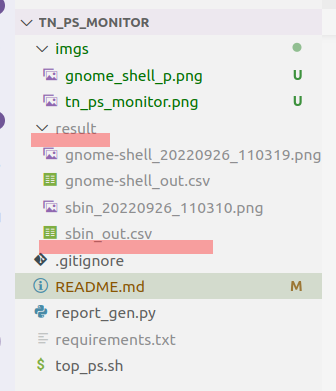 TN_PS_MONITOR
imgs
gnome_shell_p.png U
tn_ps_monitor.png U
result
gnome-shell_20220926_110319.png
gnome-shell_out.csv
sbin_20220926_110310.png
sbin_out.csv
.gitignore
README.md M
report_gen.py
requirements.txt
$ top_ps.sh